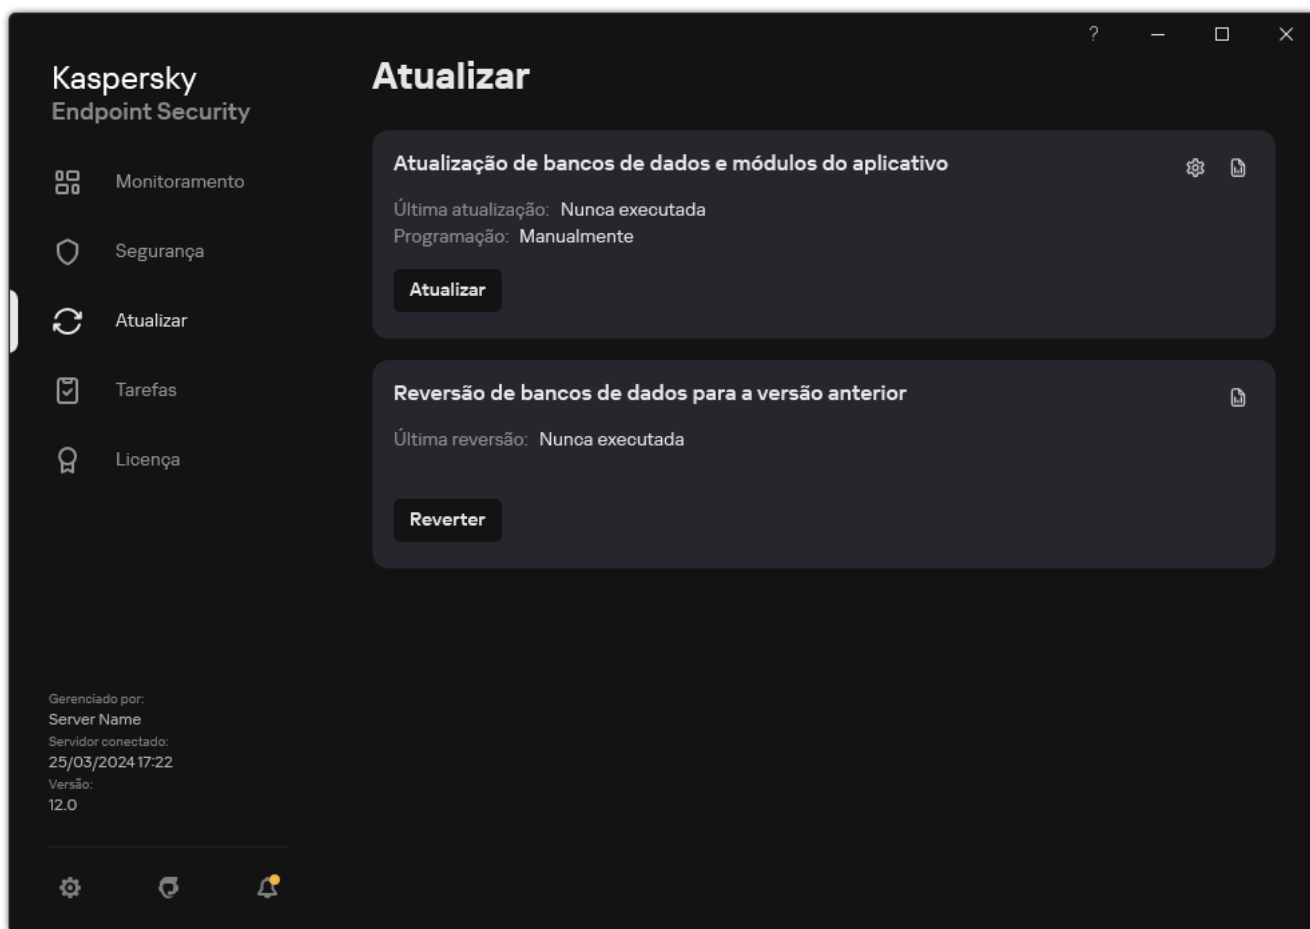 ?
Kaspersky
Endpoint Security
Monitoramento
Segurança
Atualizar
Tarefas
Licença
Gerenciado por:
Server Name
Servidor conectado:
25/03/2024 17:22
Versão:
12.0
Atualizar
Atualização de bancos de dados e módulos do aplicativo
Última atualização: Nunca executada
Programação: Manualmente
Atualizar
Reversão de bancos de dados para a versão anterior
Última reversão: Nunca executada
Reverter